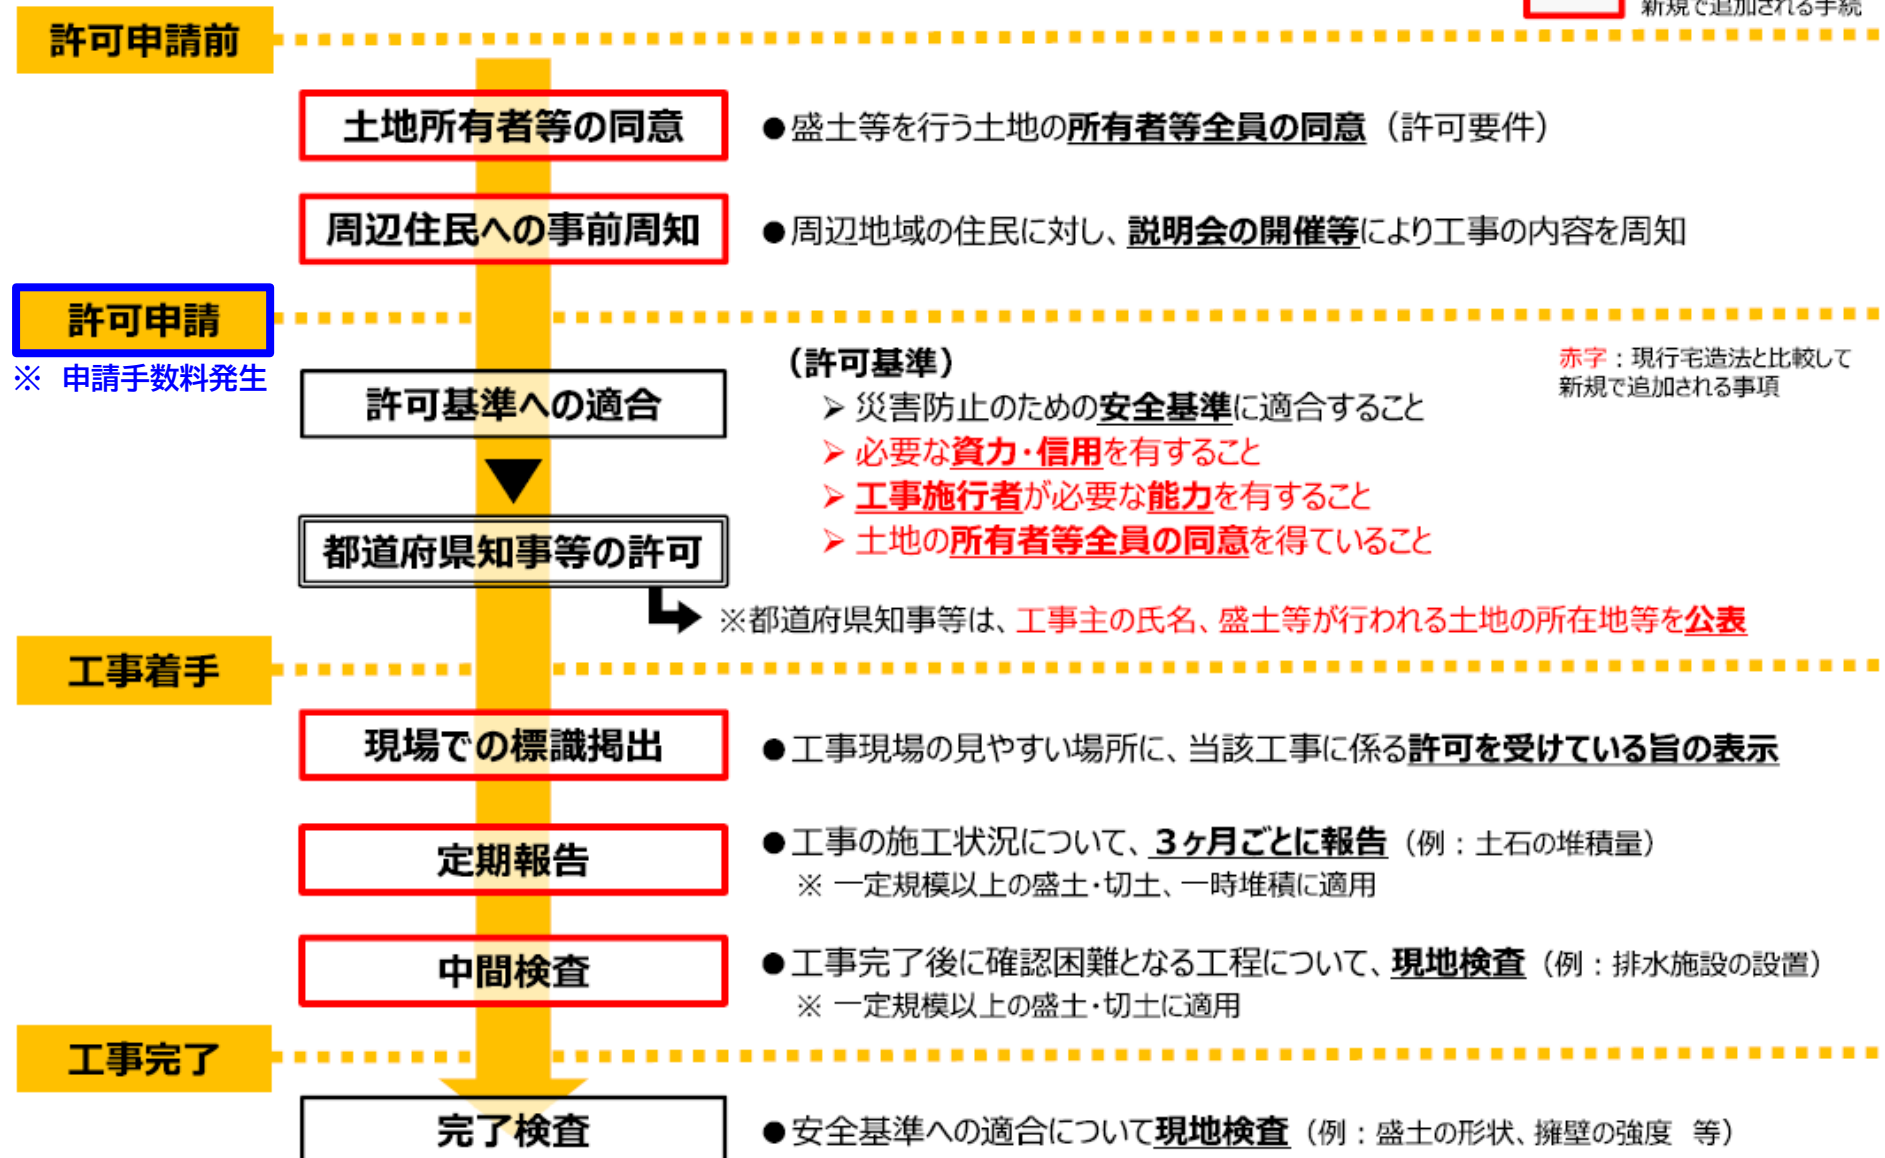 新規で追加される手続
許可申請前
土地所有者等の同意
●盛土等を行う土地の所有者等全員の同意（許可要件）
周辺住民への事前周知
●周辺地域の住民に対し、説明会の開催等により工事の内容を周知
許可申請
※　申請手数料発生
許可基準への適合
（許可基準）
➢ 災害防止のための安全基準に適合すること
➢ 必要な資力・信用を有すること
➢ 工事施行者が必要な能力を有すること
➢ 土地の所有者等全員の同意を得ていること
赤字：現行宅造法と比較して
新規で追加される事項
都道府県知事等の許可
※都道府県知事等は、工事主の氏名、盛土等が行われる土地の所在地等を公表
工事着手
現場での標識掲出
●工事現場の見やすい場所に、当該工事に係る許可を受けている旨の表示
定期報告
●工事の施工状況について、３ヶ月ごとに報告（例：土石の堆積量）
※ 一定規模以上の盛土・切土、一時堆積に適用
中間検査
●工事完了後に確認困難となる工程について、現地検査（例：排水施設の設置）
※ 一定規模以上の盛土・切土に適用
工事完了
完了検査
●安全基準への適合について現地検査（例：盛土の形状、擁壁の強度　等）